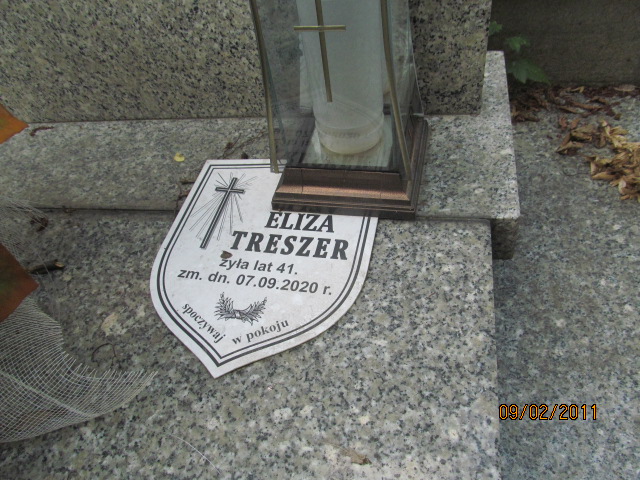 ELIZA
TRESZER
żyła lat 41.
zm. dn. 07.09.2020 r.
spoczywaj w pokoju
09/02/2011